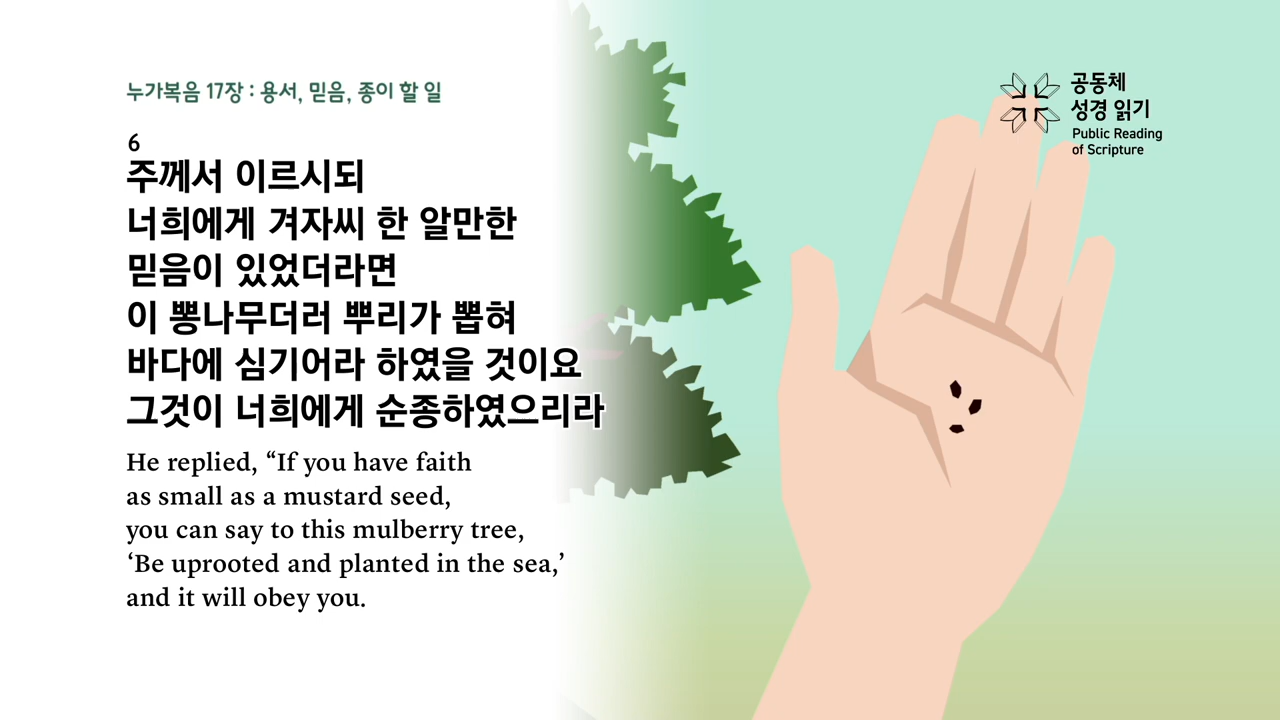 누가복음 17장 : 용서, 믿음, 종이 할 일
6
주께서 이르시되
너희에게 겨자씨 한 알만한
믿음이 있었더라면
이 뽕나무더러 뿌리가 뽑혀
바다에 심기어라 하였을 것이요
그것이 너희에게 순종하였으리라
He replied, “If you have faith
as small as a mustard seed,
you can say to this mulberry tree,
‘Be uprooted and planted in the sea,’
and it will obey you.
공동체
성경 읽기
Public Reading
of Scripture